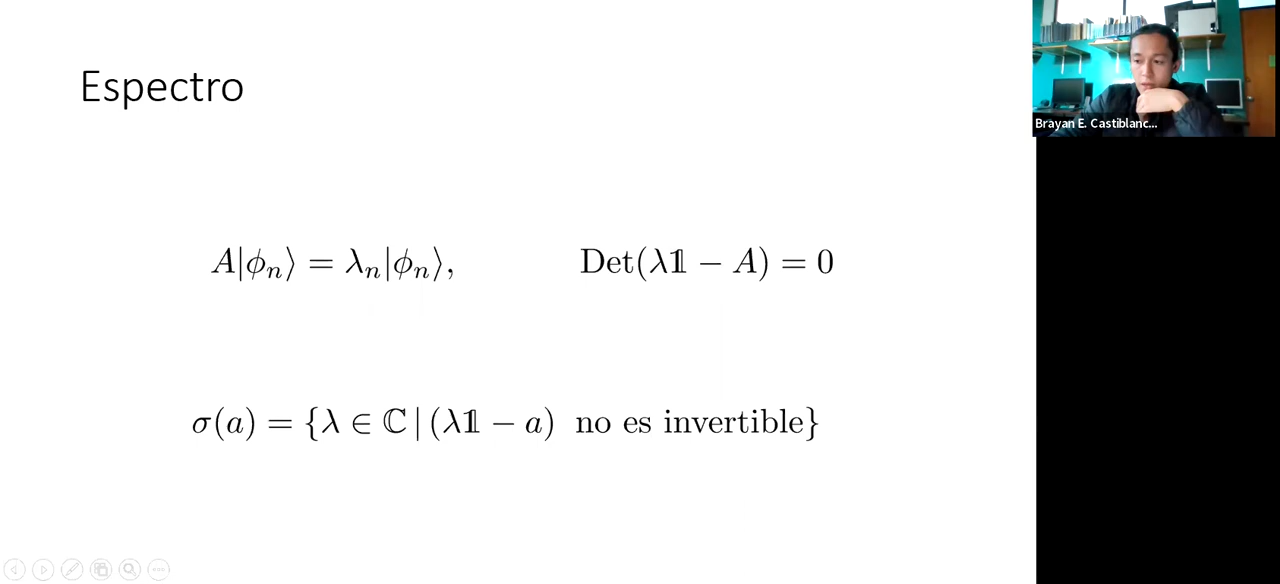 Espectro
A|ϕₙ⟩ = λₙ|ϕₙ⟩, Det(λ𝟙 − A) = 0
σ(a) = {λ ∈ ℂ | (λ𝟙 − a) no es invertible}
Brayan E. Castiblanc...